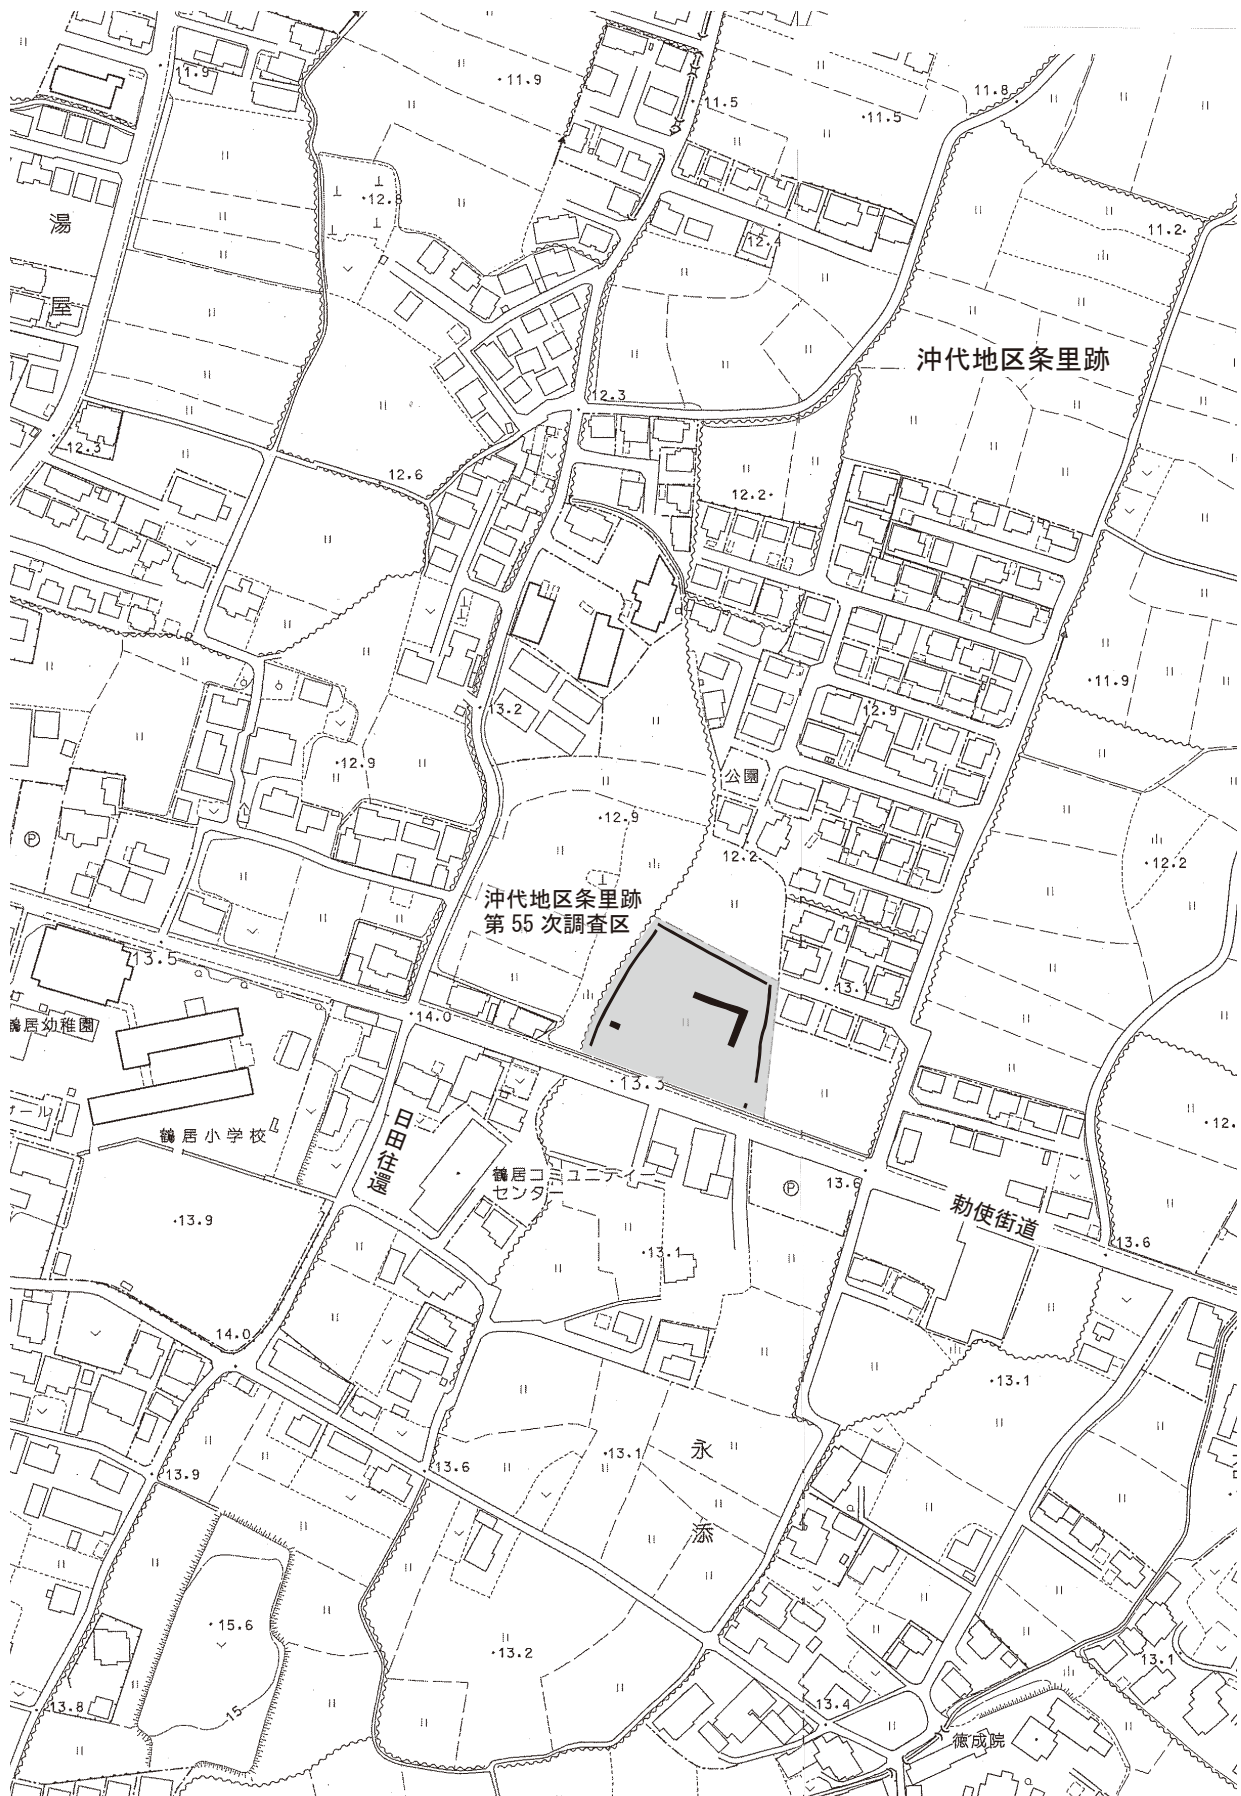 11.9
11.9
11.5
11.8
11.5
12.8
湯
屋
12.4
11.2
沖代地区条里跡
12.3
12.3
12.6
12.2
13.2
11.9
12.9
12.9
公園
12.9
12.2
12.2
沖代地区条里跡
第 55 次調査区
13.5
13.1
14.0
鶴居幼稚園
13.3
日田往還
鶴居小学校
鶴居コミュニティー
センター
13.6
13.9
勅使街道
13.6
13.1
14.0
13.1
永
13.1
13.6
13.9
添
15.6
13.2
13.1
13.8
15
13.4
徳成院